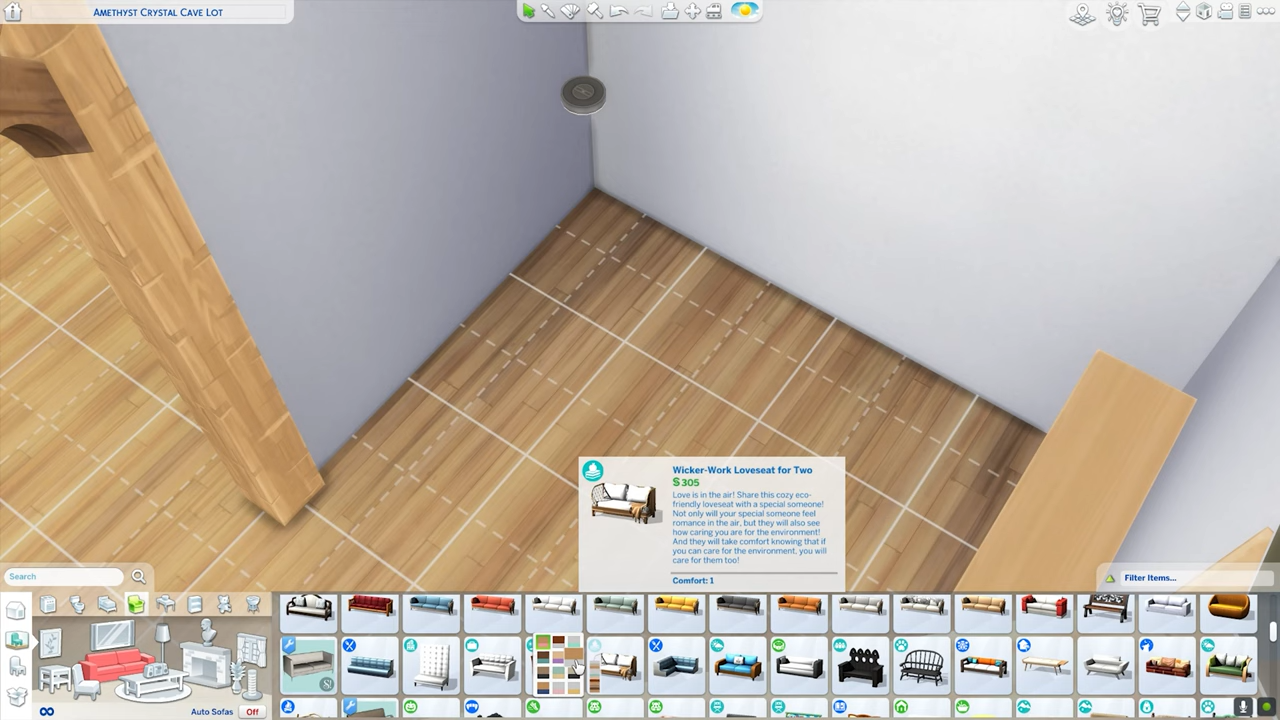 AMETHYST CRYSTAL CAVE LOT
Wicker-Work Loveseat for Two
$305
Love is in the air! Share this cozy eco-
friendly loveseat with a special someone!
Not only will your special someone feel
romance in the air, but they will also see
how caring you are for the environment!
And they will take comfort knowing that if
you can care for the environment, you will
care for them too!
Comfort: 1
Search
Filter Items...
Auto Sofas
Off